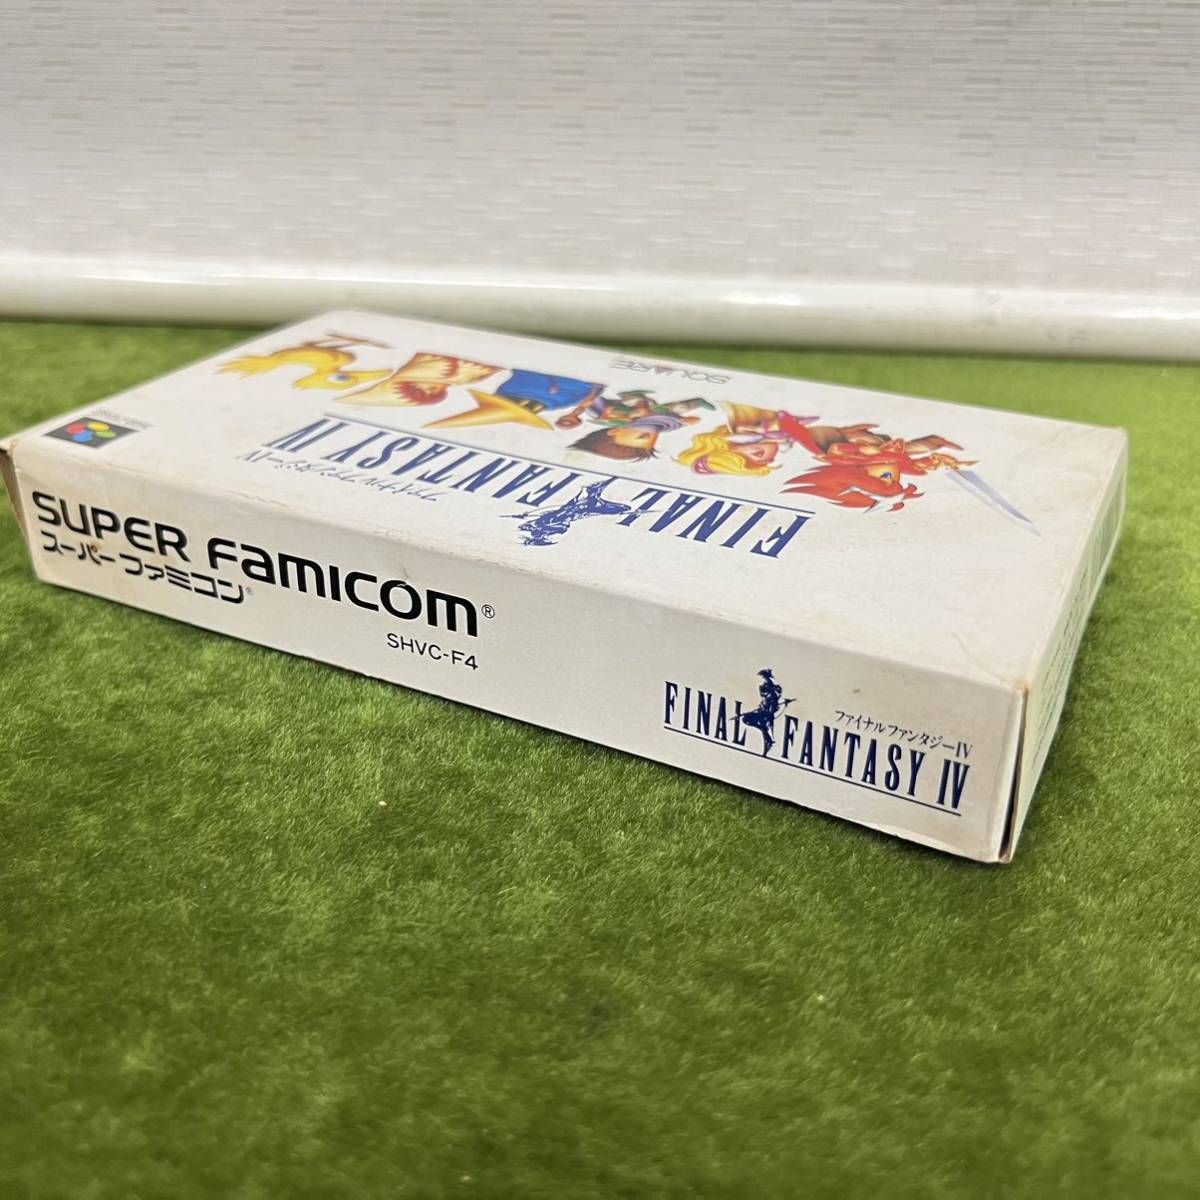 SQUARE
ファイナルファンタジーIV
FINAL FANTASY IV
SUPER FAMICOM®
スーパーファミコン®
SHVC-F4
ファイナルファンタジーIV
FINAL FANTASY IV